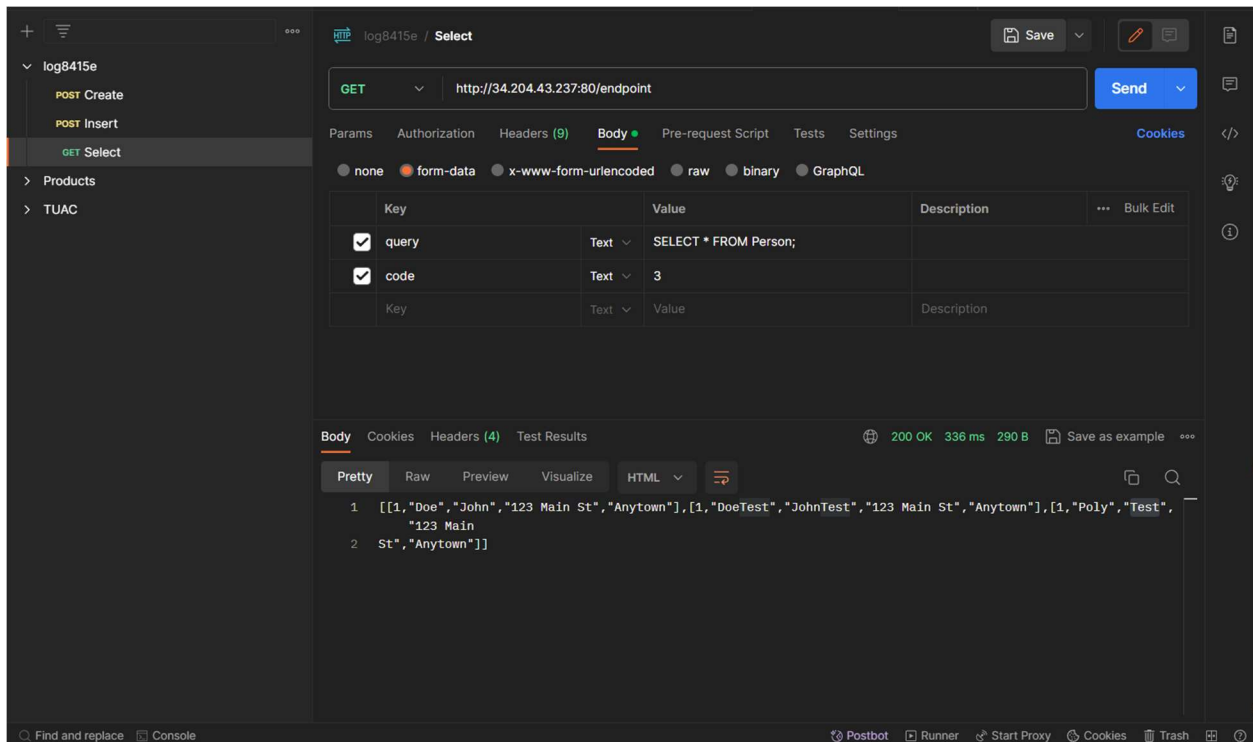 log8415e / Select
Save
log8415e
POST Create
POST Insert
GET Select
Products
TUAC
GET http://34.204.43.237:80/endpoint Send
Params Authorization Headers (9) Body Pre-request Script Tests Settings Cookies
none form-data x-www-form-urlencoded raw binary GraphQL
Key Value Description Bulk Edit
query Text SELECT * FROM Person;
code Text 3
Key Text Value Description
Body Cookies Headers (4) Test Results 200 OK 336 ms 290 B Save as example
Pretty Raw Preview Visualize HTML
1 [[1,"Doe","John","123 Main St","Anytown"],[1,"DoeTest","JohnTest","123 Main St","Anytown"],[1,"Poly","Test",
"123 Main
2 St","Anytown"]]
Find and replace Console Postbot Runner Start Proxy Cookies Trash